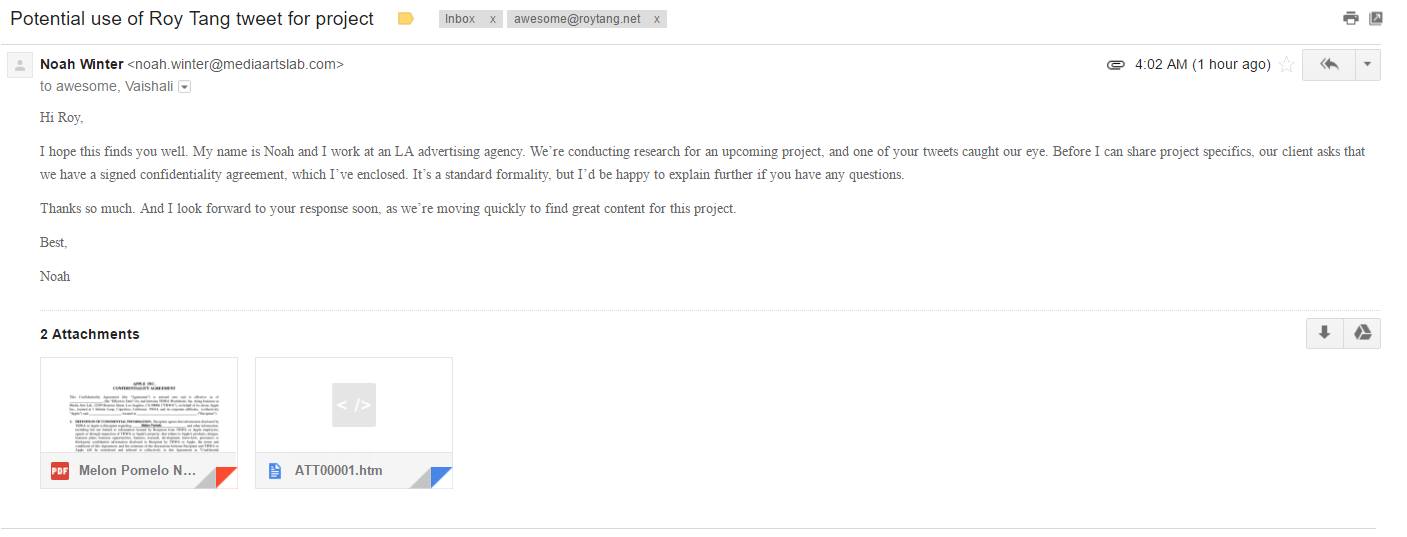 Potential use of Roy Tang tweet for project
Inbox x awesome@roytang.net x
Noah Winter <noah.winter@mediaartslab.com>
4:02 AM (1 hour ago)
to awesome, Vaishali
Hi Roy,
I hope this finds you well. My name is Noah and I work at an LA advertising agency. We’re conducting research for an upcoming project, and one of your tweets caught our eye. Before I can share project specifics, our client asks that
we have a signed confidentiality agreement, which I’ve enclosed. It’s a standard formality, but I’d be happy to explain further if you have any questions.
Thanks so much. And I look forward to your response soon, as we’re moving quickly to find great content for this project.
Best,
Noah
2 Attachments
APPLE INC.
CONFIDENTIALITY AGREEMENT
< />
PDF Melon Pomelo N...
ATT00001.htm